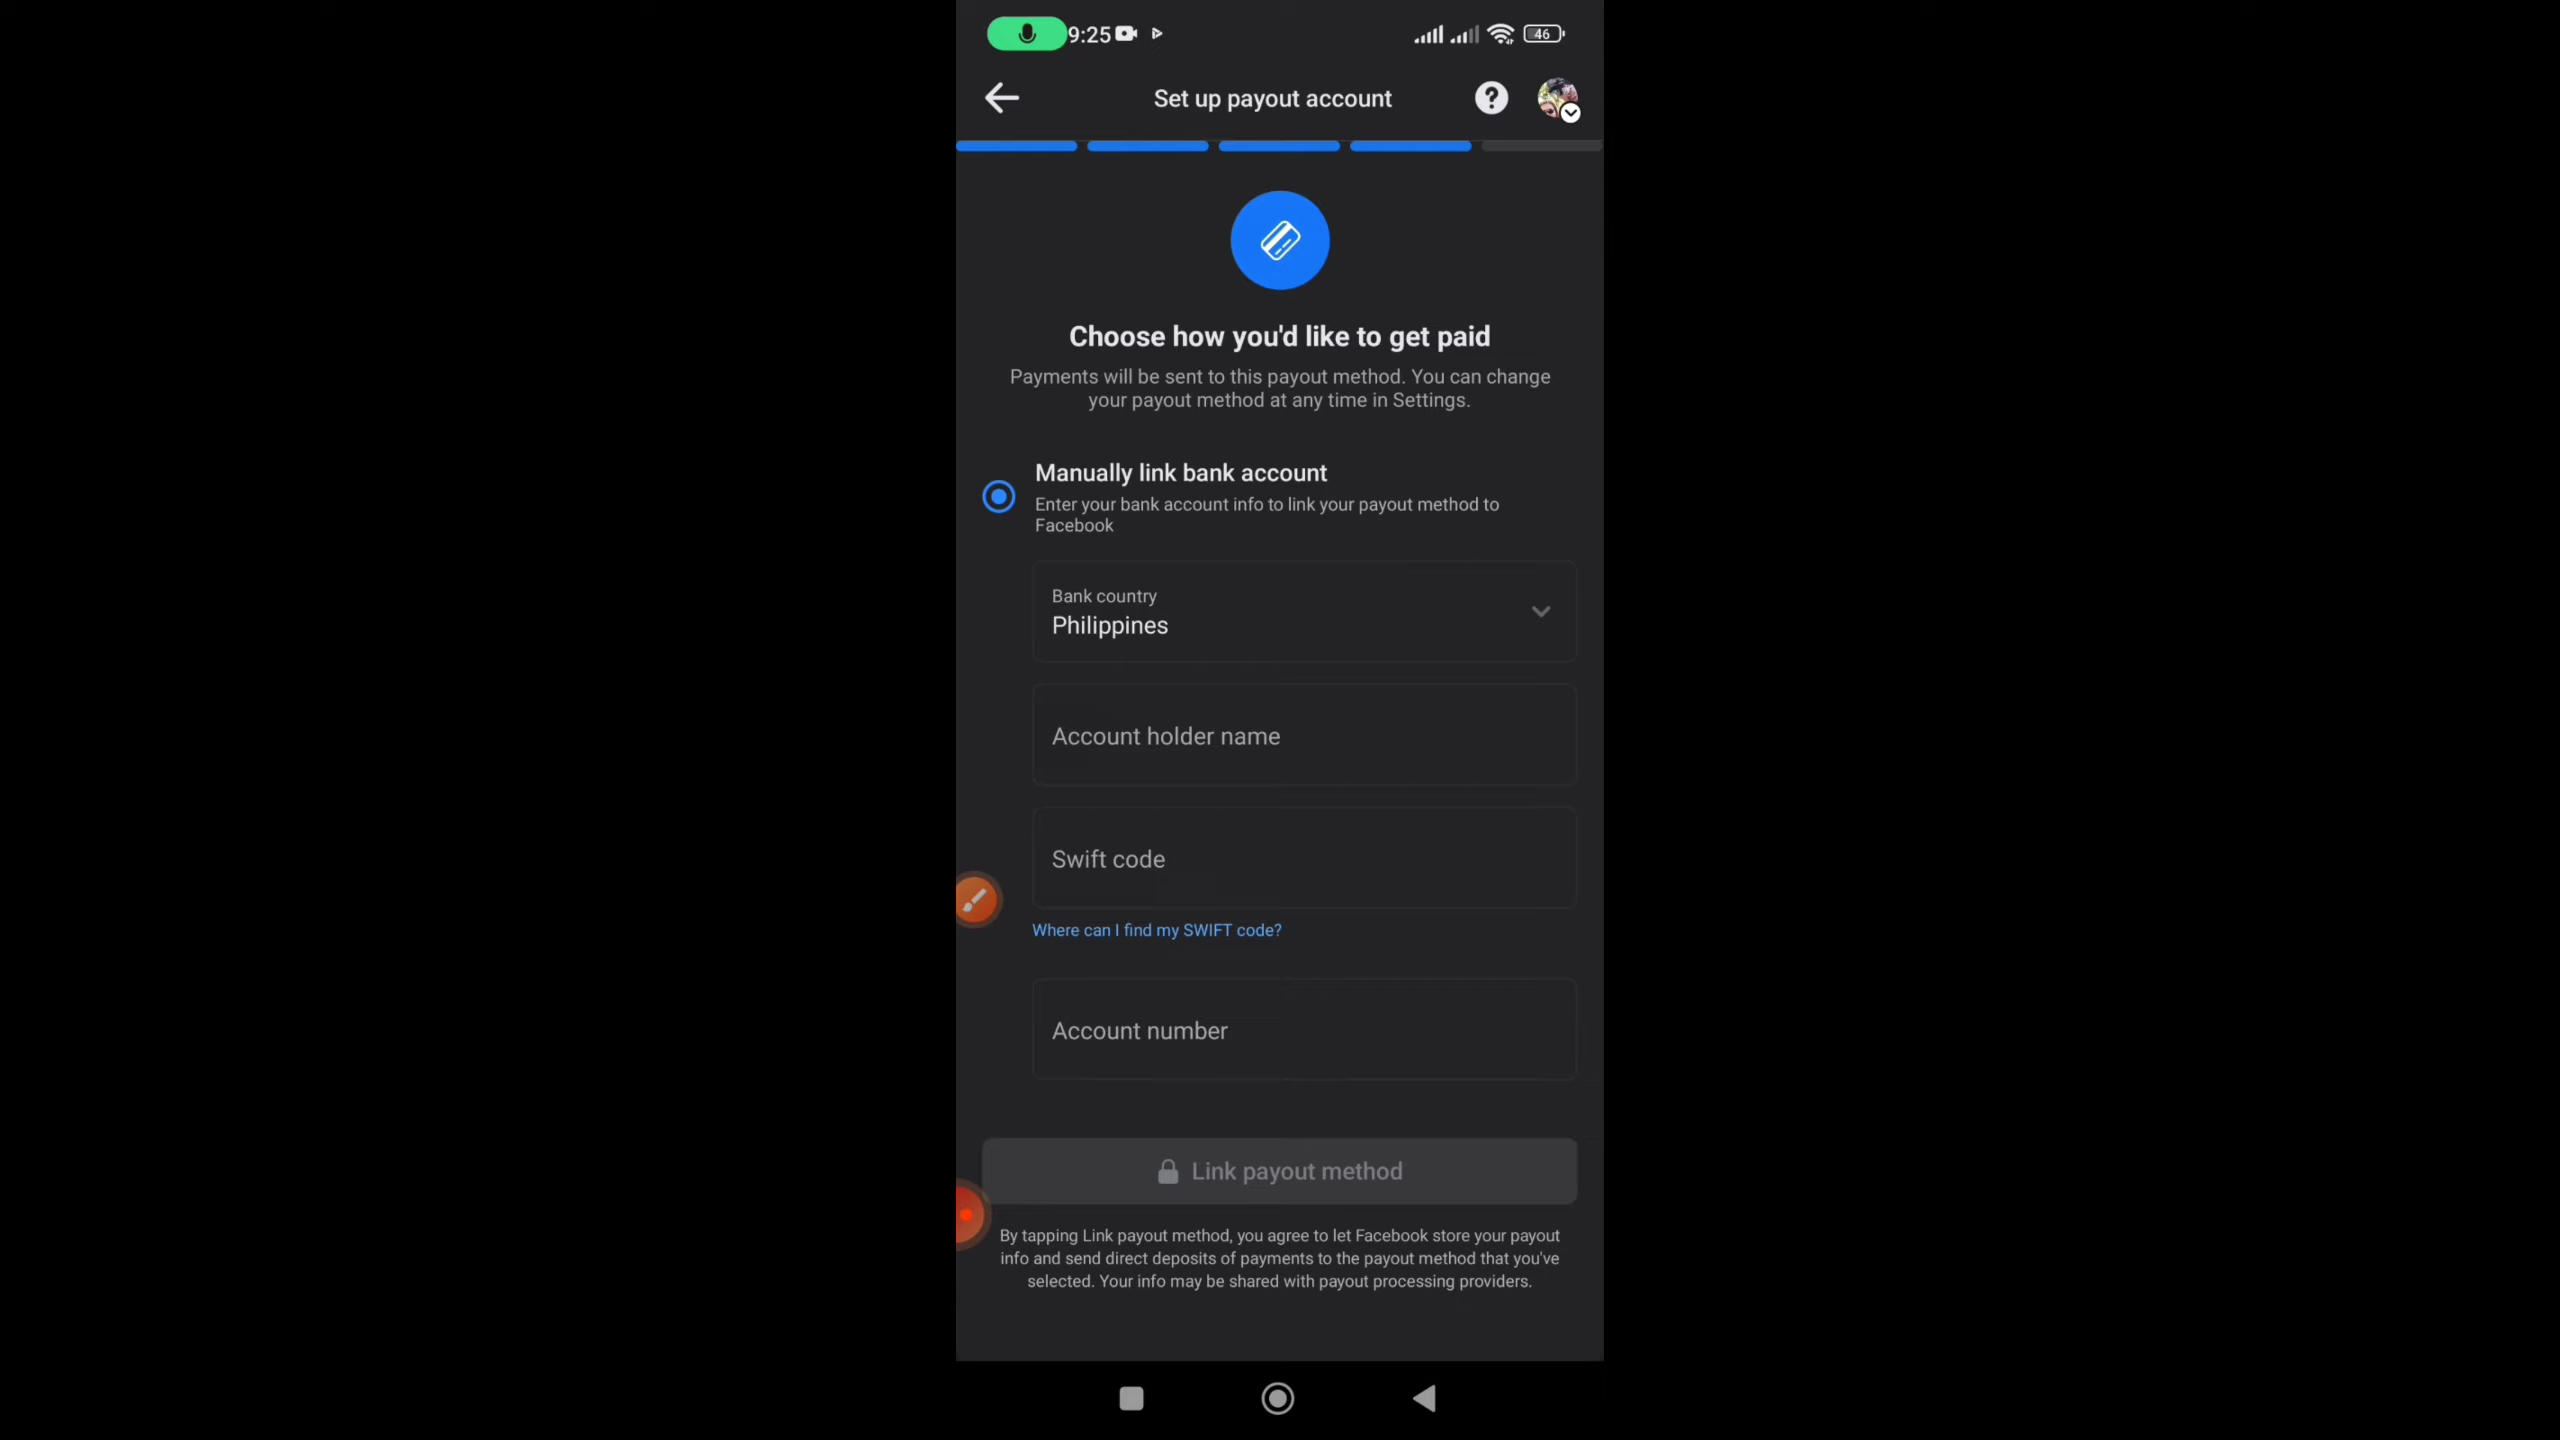 9:25
46
Set up payout account
Choose how you'd like to get paid
Payments will be sent to this payout method. You can change
your payout method at any time in Settings.
Manually link bank account
Enter your bank account info to link your payout method to
Facebook
Bank country
Philippines
Account holder name
Swift code
Where can I find my SWIFT code?
Account number
Link payout method
By tapping Link payout method, you agree to let Facebook store your payout
info and send direct deposits of payments to the payout method that you've
selected. Your info may be shared with payout processing providers.